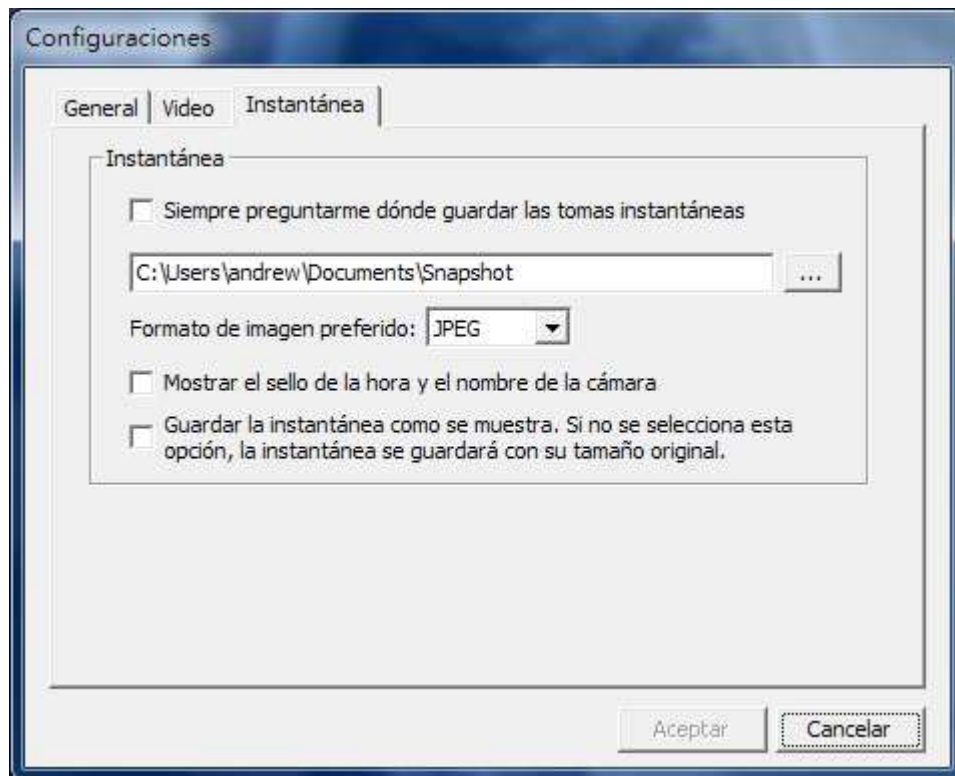 Configuraciones
General Video Instantánea
Instantánea
Siempre preguntarme dónde guardar las tomas instantáneas
C:\Users\andrew\Documents\Snapshot ...
Formato de imagen preferido: JPEG
Mostrar el sello de la hora y el nombre de la cámara
Guardar la instantánea como se muestra. Si no se selecciona esta
opción, la instantánea se guardará con su tamaño original.
Aceptar Cancelar